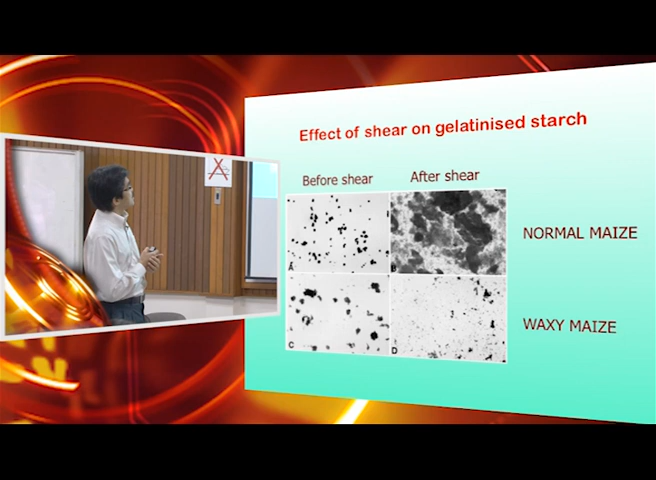 Effect of shear on gelatinised starch
Before shear
After shear
A
B
NORMAL MAIZE
C
D
WAXY MAIZE